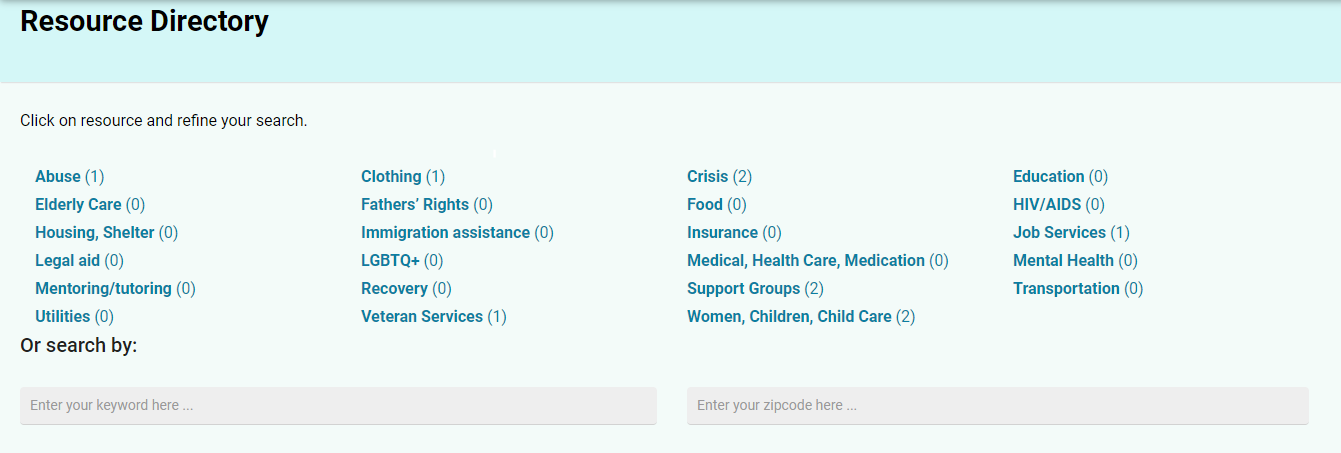 Resource Directory
Click on resource and refine your search.
Abuse (1) Clothing (1) Crisis (2) Education (0)
Elderly Care (0) Fathers’ Rights (0) Food (0) HIV/AIDS (0)
Housing, Shelter (0) Immigration assistance (0) Insurance (0) Job Services (1)
Legal aid (0) LGBTQ+ (0) Medical, Health Care, Medication (0) Mental Health (0)
Mentoring/tutoring (0) Recovery (0) Support Groups (2) Transportation (0)
Utilities (0) Veteran Services (1) Women, Children, Child Care (2)
Or search by:
Enter your keyword here ... Enter your zipcode here ...